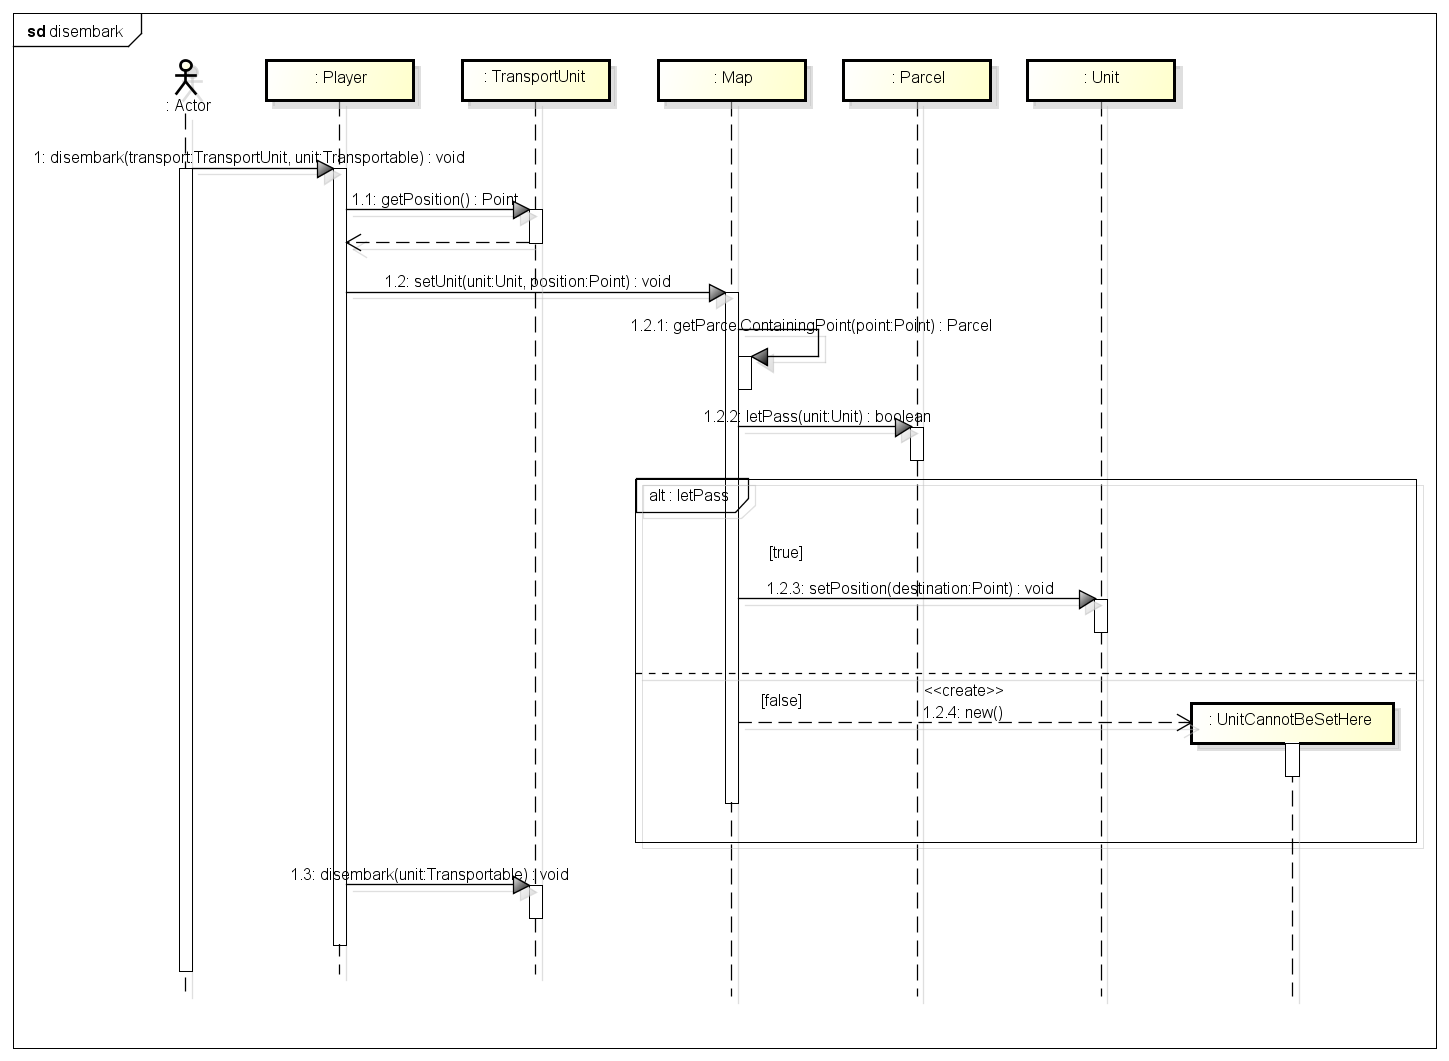 sd disembark
: Actor
: Player
: TransportUnit
: Map
: Parcel
: Unit
1: disembark(transport:TransportUnit, unit:Transportable) : void
1.1: getPosition() : Point
1.2: setUnit(unit:Unit, position:Point) : void
1.2.1: getParcelContainingPoint(point:Point) : Parcel
1.2.2: letPass(unit:Unit) : boolean
alt : letPass
[true]
1.2.3: setPosition(destination:Point) : void
[false]
<<create>>
1.2.4: new()
: UnitCannotBeSetHere
1.3: disembark(unit:Transportable) : void